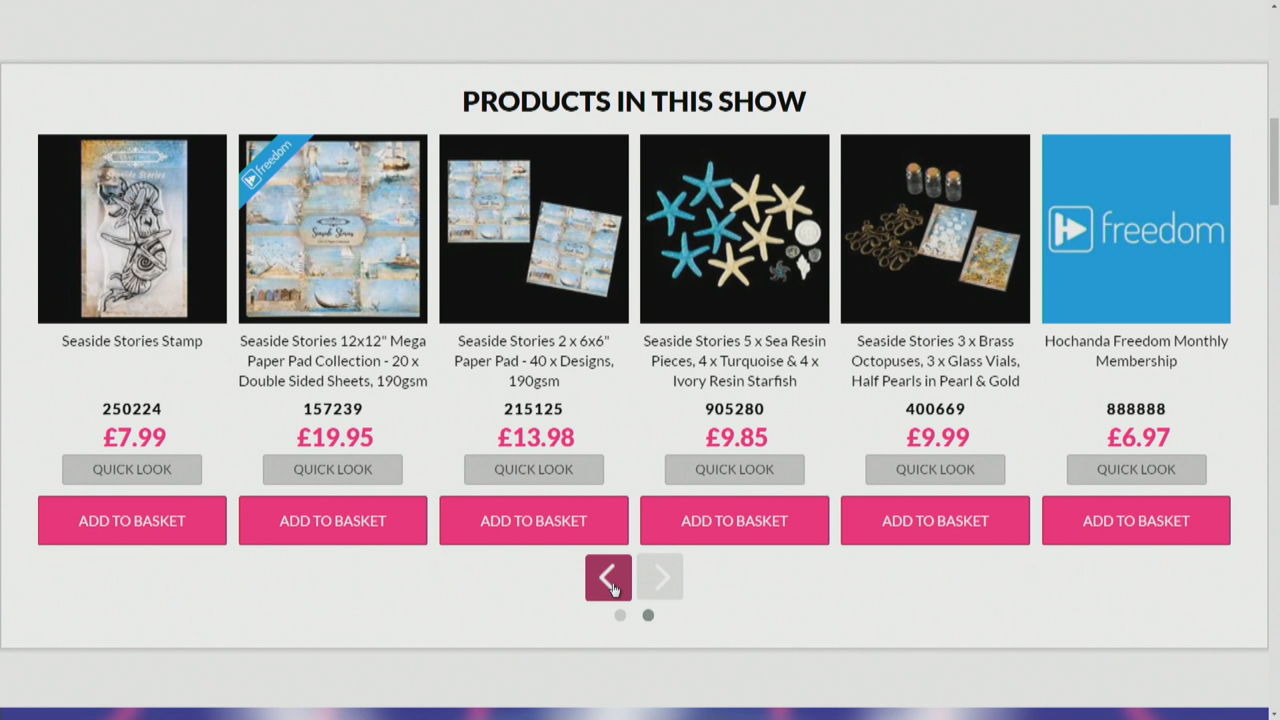 PRODUCTS IN THIS SHOW
Seaside Stories
freedom
Seaside Stories
freedom
Seaside Stories Stamp
250224
£7.99
QUICK LOOK
ADD TO BASKET
Seaside Stories 12x12" Mega
Paper Pad Collection - 20 x
Double Sided Sheets, 190gsm
157239
£19.95
QUICK LOOK
ADD TO BASKET
Seaside Stories 2 x 6x6"
Paper Pad - 40 x Designs,
190gsm
215125
£13.98
QUICK LOOK
ADD TO BASKET
Seaside Stories 5 x Sea Resin
Pieces, 4 x Turquoise & 4 x
Ivory Resin Starfish
905280
£9.85
QUICK LOOK
ADD TO BASKET
Seaside Stories 3 x Brass
Octopuses, 3 x Glass Vials,
Half Pearls in Pearl & Gold
400669
£9.99
QUICK LOOK
ADD TO BASKET
Hochanda Freedom Monthly
Membership
888888
£6.97
QUICK LOOK
ADD TO BASKET